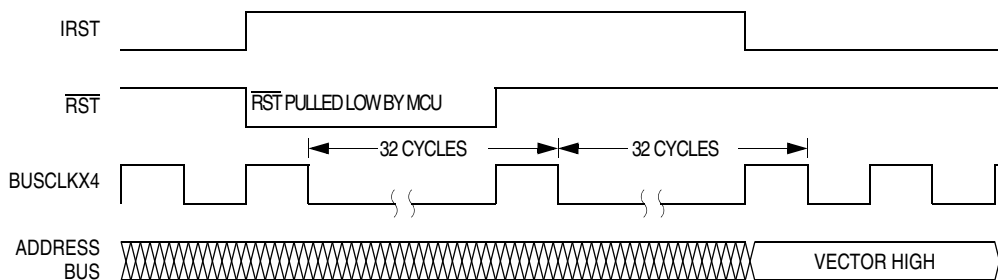 IRST
RST
RST PULLED LOW BY MCU
32 CYCLES 32 CYCLES
BUSCLKX4
ADDRESS
BUS
VECTOR HIGH